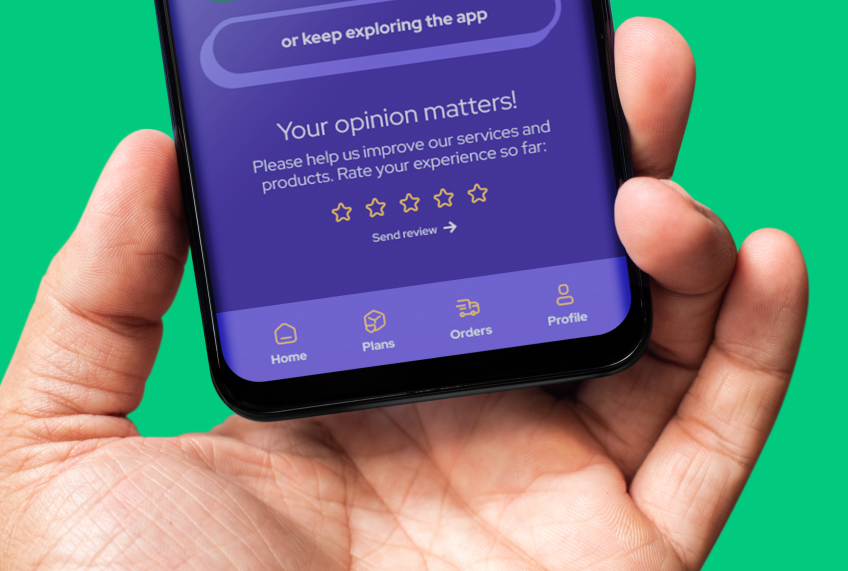 or keep exploring the app
Your opinion matters!
Please help us improve our services and
products. Rate your experience so far:
Send review
Home
Plans
Orders
Profile